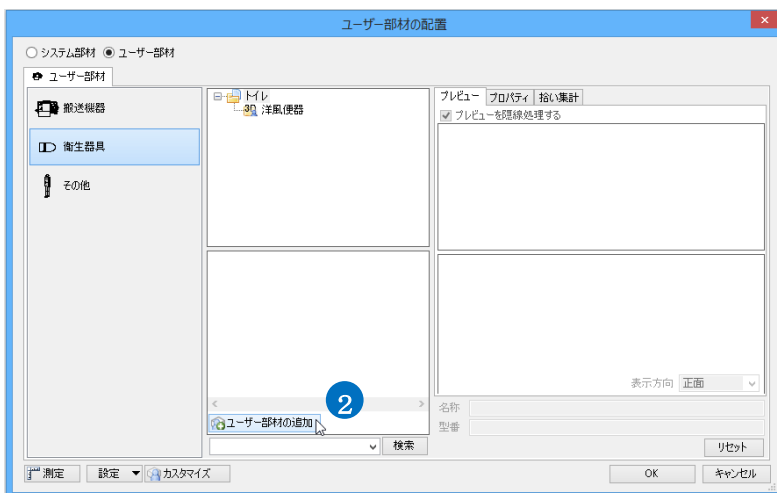 ユーザー部材の配置
システム部材 ユーザー部材
ユーザー部材
搬送機器
衛生器具
その他
トイレ
3D 洋風便器
プレビュー プロパティ 拾い集計
プレビューを隠線処理する
表示方向 正面
2
ユーザー部材の追加
名称
型番
検索
リセット
測定 設定 カスタマイズ
OK キャンセル